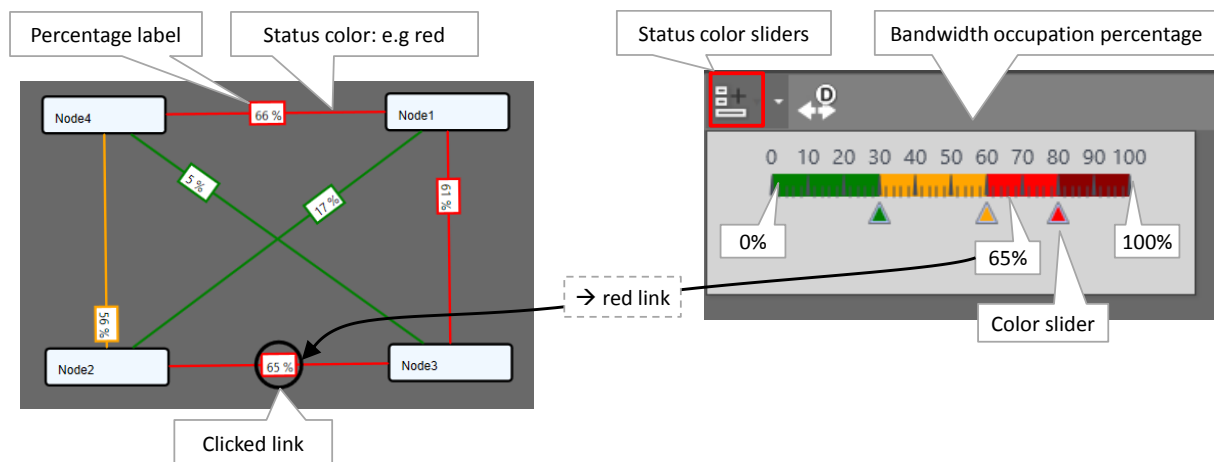 Percentage label
Status color: e.g red
Status color sliders
Bandwidth occupation percentage
D
Node4
66 %
Node1
0 10 20 30 40 50 60 70 80 90 100
5 %
17 %
61 %
0%
65%
100%
→ red link
56 %
Color slider
Node2
65 %
Node3
Clicked link